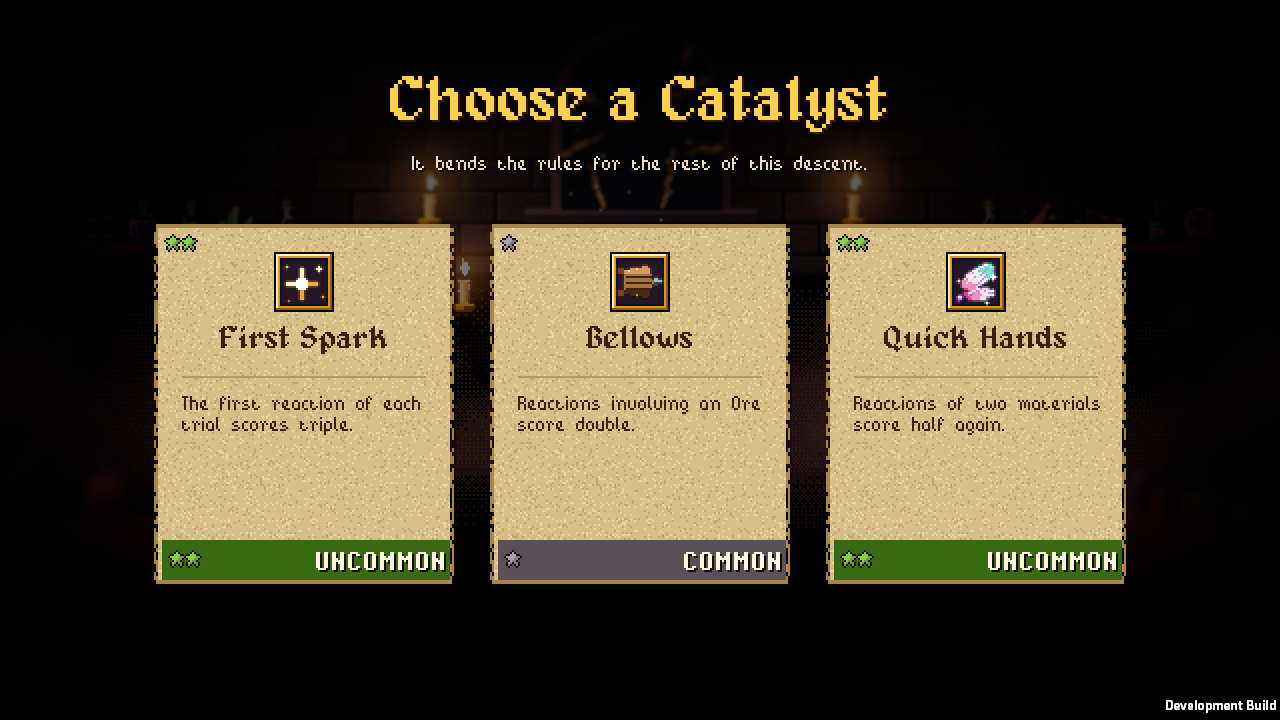 Choose a Catalyst
It bends the rules for the rest of this descent.
First Spark
The first reaction of each
trial scores triple.
UNCOMMON
Bellows
Reactions involving an Ore
score double.
COMMON
Quick Hands
Reactions of two materials
score half again.
UNCOMMON
Development Build